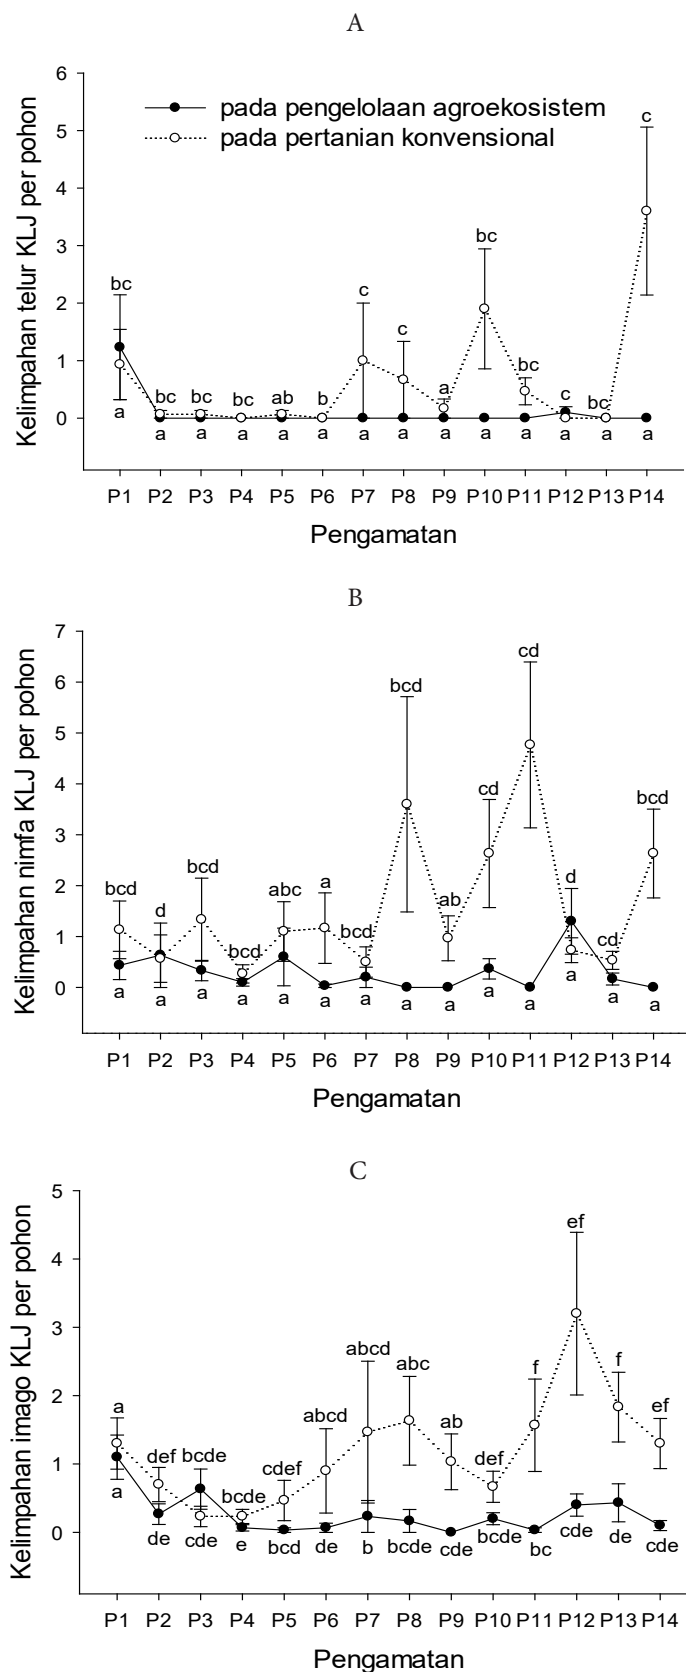 A
Kelimpahan telur KLJ per pohon
6
5
4
3
2
1
0
pada pengelolaan agroekosistem
pada pertanian konvensional
bc
bc
bc
bc
ab
b
c
c
a
bc
bc
c
bc
c
a
a
a
a
a
a
a
a
a
a
a
a
a
a
P1 P2 P3 P4 P5 P6 P7 P8 P9 P10 P11 P12 P13 P14
Pengamatan
B
Kelimpahan nimfa KLJ per pohon
7
6
5
4
3
2
1
0
bcd
d
bcd
bcd
abc
a
bcd
bcd
ab
cd
cd
d
cd
bcd
a
a
a
a
a
a
a
a
a
a
a
a
a
a
P1 P2 P3 P4 P5 P6 P7 P8 P9 P10 P11 P12 P13 P14
Pengamatan
C
Kelimpahan imago KLJ per pohon
5
4
3
2
1
0
a
def
bcde
bcde
cdef
abcd
abcd
abc
ab
def
f
ef
f
ef
a
de
cde
e
bcd
de
b
bcde
cde
bcde
bc
cde
de
cde
P1 P2 P3 P4 P5 P6 P7 P8 P9 P10 P11 P12 P13 P14
Pengamatan